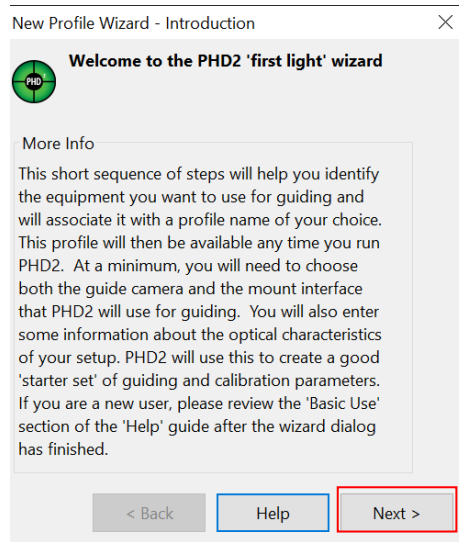 New Profile Wizard - Introduction
Welcome to the PHD2 'first light' wizard
PHD
More Info
This short sequence of steps will help you identify
the equipment you want to use for guiding and
will associate it with a profile name of your choice.
This profile will then be available any time you run
PHD2.  At a minimum, you will need to choose
both the guide camera and the mount interface
that PHD2 will use for guiding.  You will also enter
some information about the optical characteristics
of your setup. PHD2 will use this to create a good
'starter set' of guiding and calibration parameters.
If you are a new user, please review the 'Basic Use'
section of the 'Help' guide after the wizard dialog
has finished.
< Back
Help
Next >